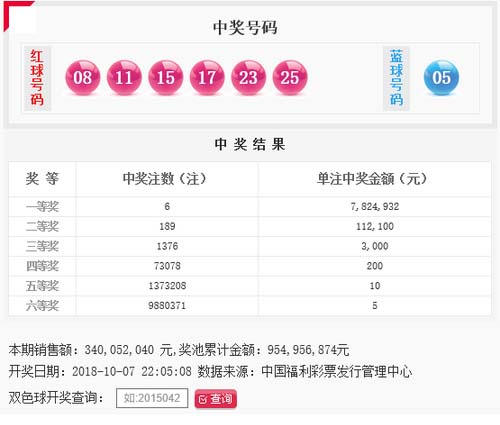 中奖号码
红球号码 08 11 15 17 23 25 蓝球号码 05
中奖结果
奖 等 中奖注数（注） 单注中奖金额（元）
一等奖 6 7,824,932
二等奖 189 112,100
三等奖 1376 3,000
四等奖 73078 200
五等奖 1373208 10
六等奖 9880371 5
本期销售额：340,052,040 元,奖池累计金额：954,956,874元
开奖日期：2018-10-07 22:05:08 数据来源：中国福利彩票发行管理中心
双色球开奖查询： 如:2015042 查询